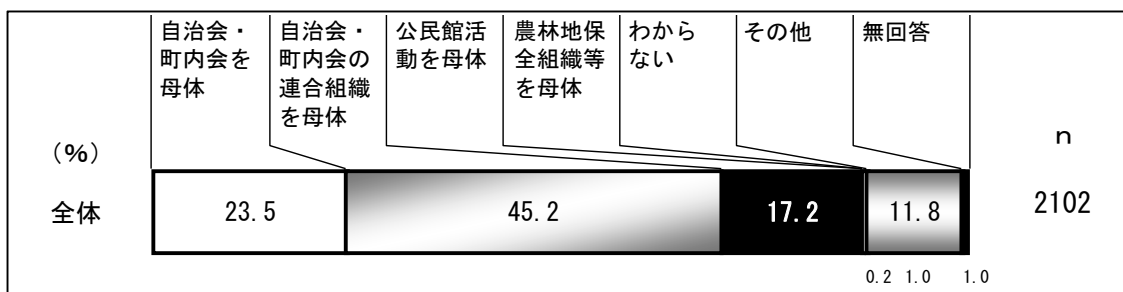 自治会・
町内会を
母体
自治会・
町内会の
連合組織
を母体
公民館活
動を母体
農林地保
全組織等
を母体
わから
ない
その他
無回答
(%)
n
全体
23.5
45.2
17.2
11.8
2102
0.2 1.0 1.0